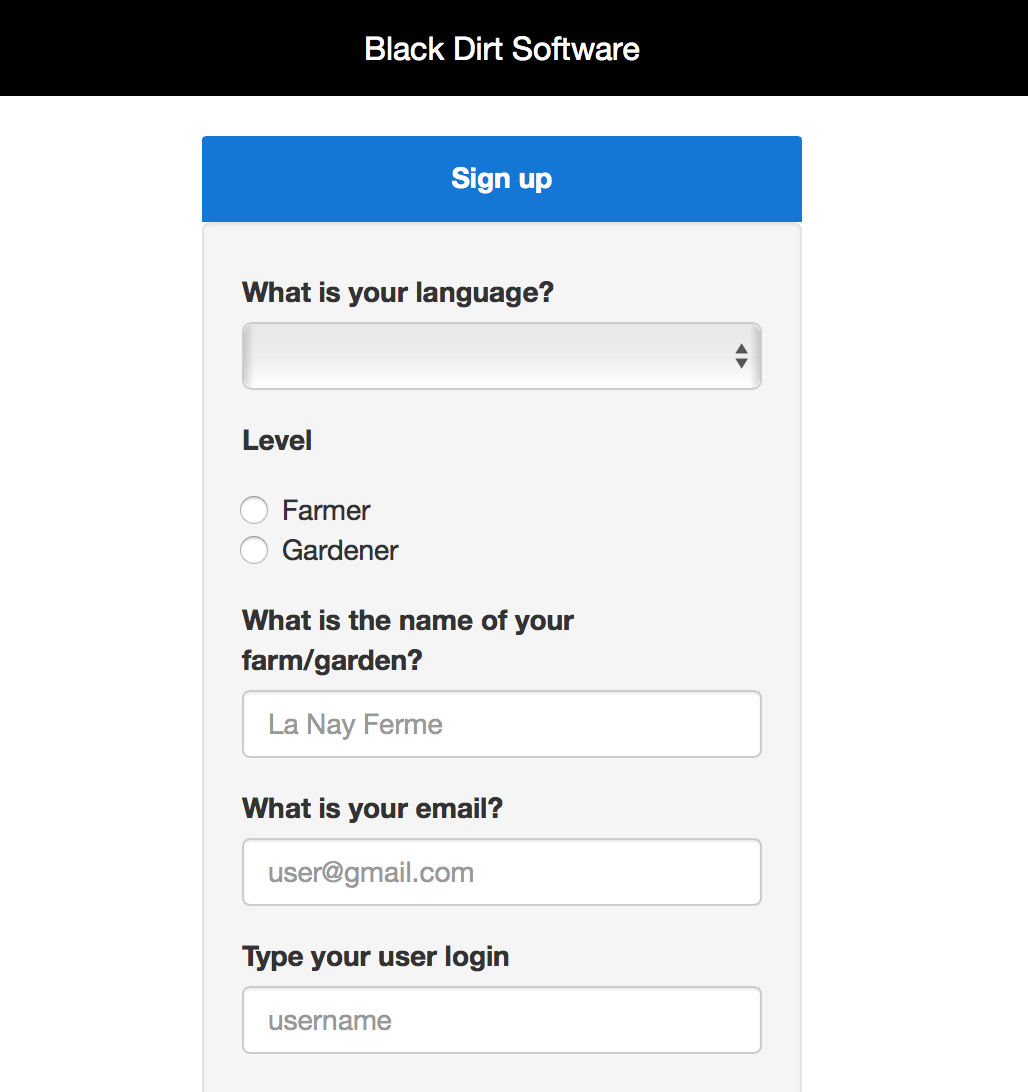 Black Dirt Software
Sign up
What is your language?
Level
Farmer
Gardener
What is the name of your
farm/garden?
La Nay Ferme
What is your email?
user@gmail.com
Type your user login
username